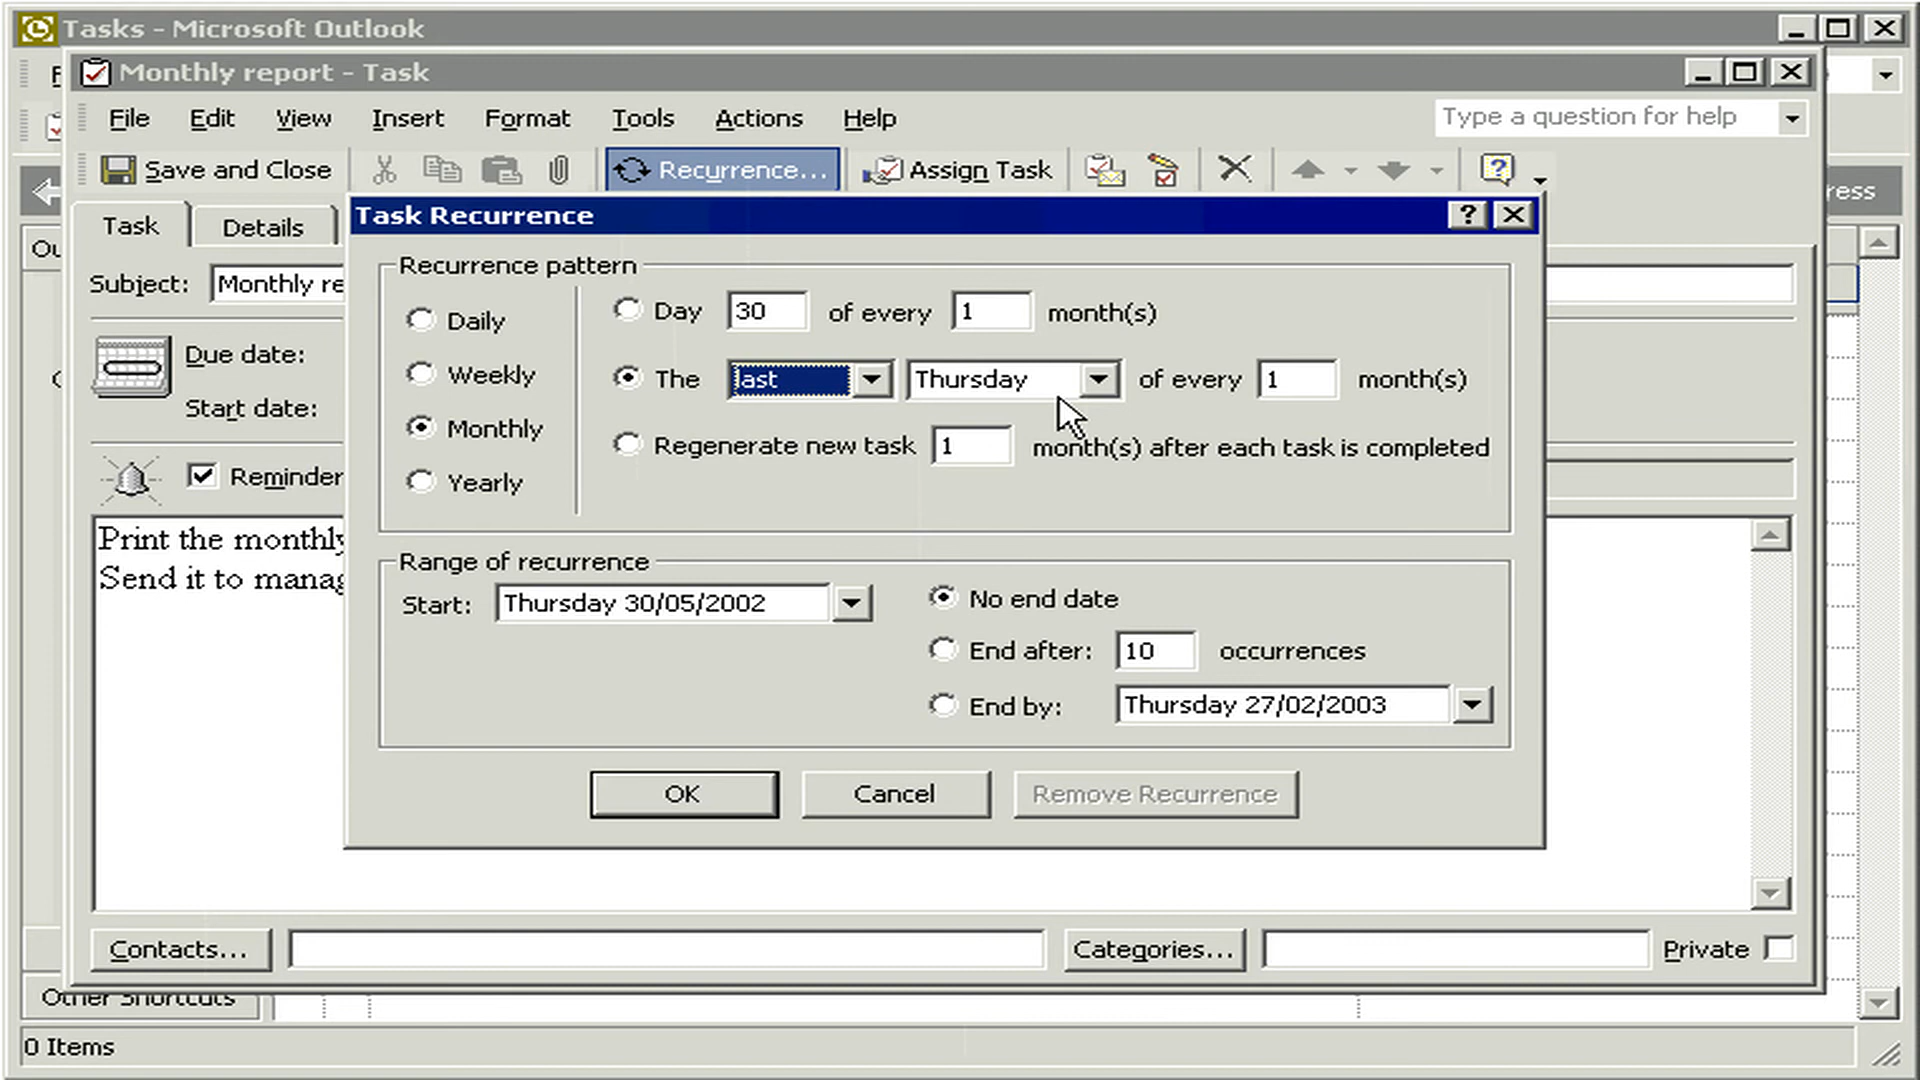 Tasks - Microsoft Outlook
Monthly report - Task
File Edit View Insert Format Tools Actions Help Type a question for help
Save and Close Recurrence... Assign Task
Task Details
Task Recurrence
Subject: Monthly re
Recurrence pattern
Daily
Weekly
Monthly
Yearly
Day 30 of every 1 month(s)
The last Thursday of every 1 month(s)
Regenerate new task 1 month(s) after each task is completed
Due date:
Start date:
Reminder
Print the monthly
Send it to manag
Range of recurrence
Start: Thursday 30/05/2002
No end date
End after: 10 occurrences
End by: Thursday 27/02/2003
OK Cancel Remove Recurrence
Contacts... Categories... Private
Other Shortcuts
0 Items